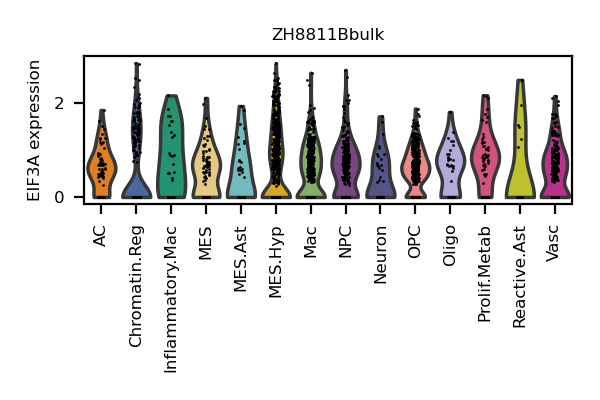 ZH8811Bbulk
EIF3A expression
2
0
AC
Chromatin.Reg
Inflammatory.Mac
MES
MES.Ast
MES.Hyp
Mac
NPC
Neuron
OPC
Oligo
Prolif.Metab
Reactive.Ast
Vasc